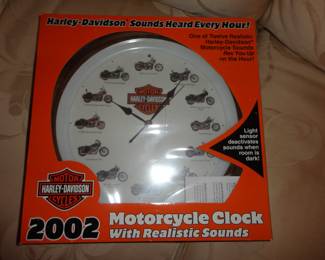 Harley-Davidson® Sounds Heard Every Hour!
One of Twelve Realistic
Harley-Davidson®
Motorcycle Sounds
Rev You Up
on the Hour!
HARLEY-DAVIDSON
Light
sensor
deactivates
sounds when
room is
dark!
MOTOR
HARLEY-DAVIDSON
CYCLES
2002
Motorcycle Clock
With Realistic Sounds